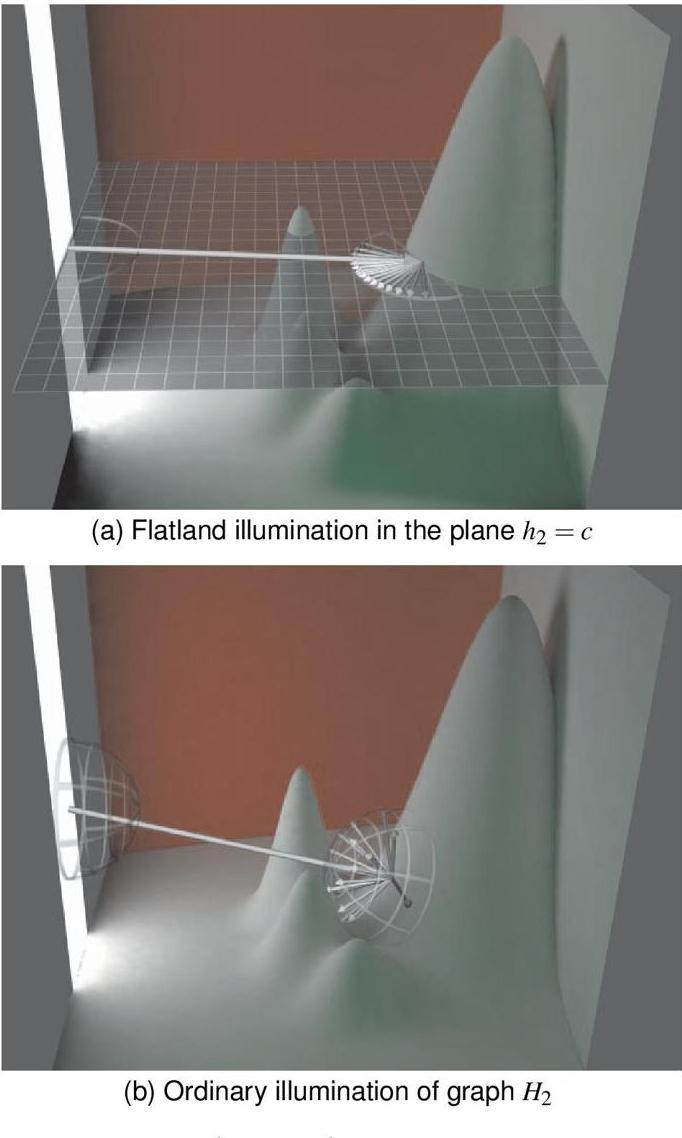 (a) Flatland illumination in the plane h₂ = c
(b) Ordinary illumination of graph H₂